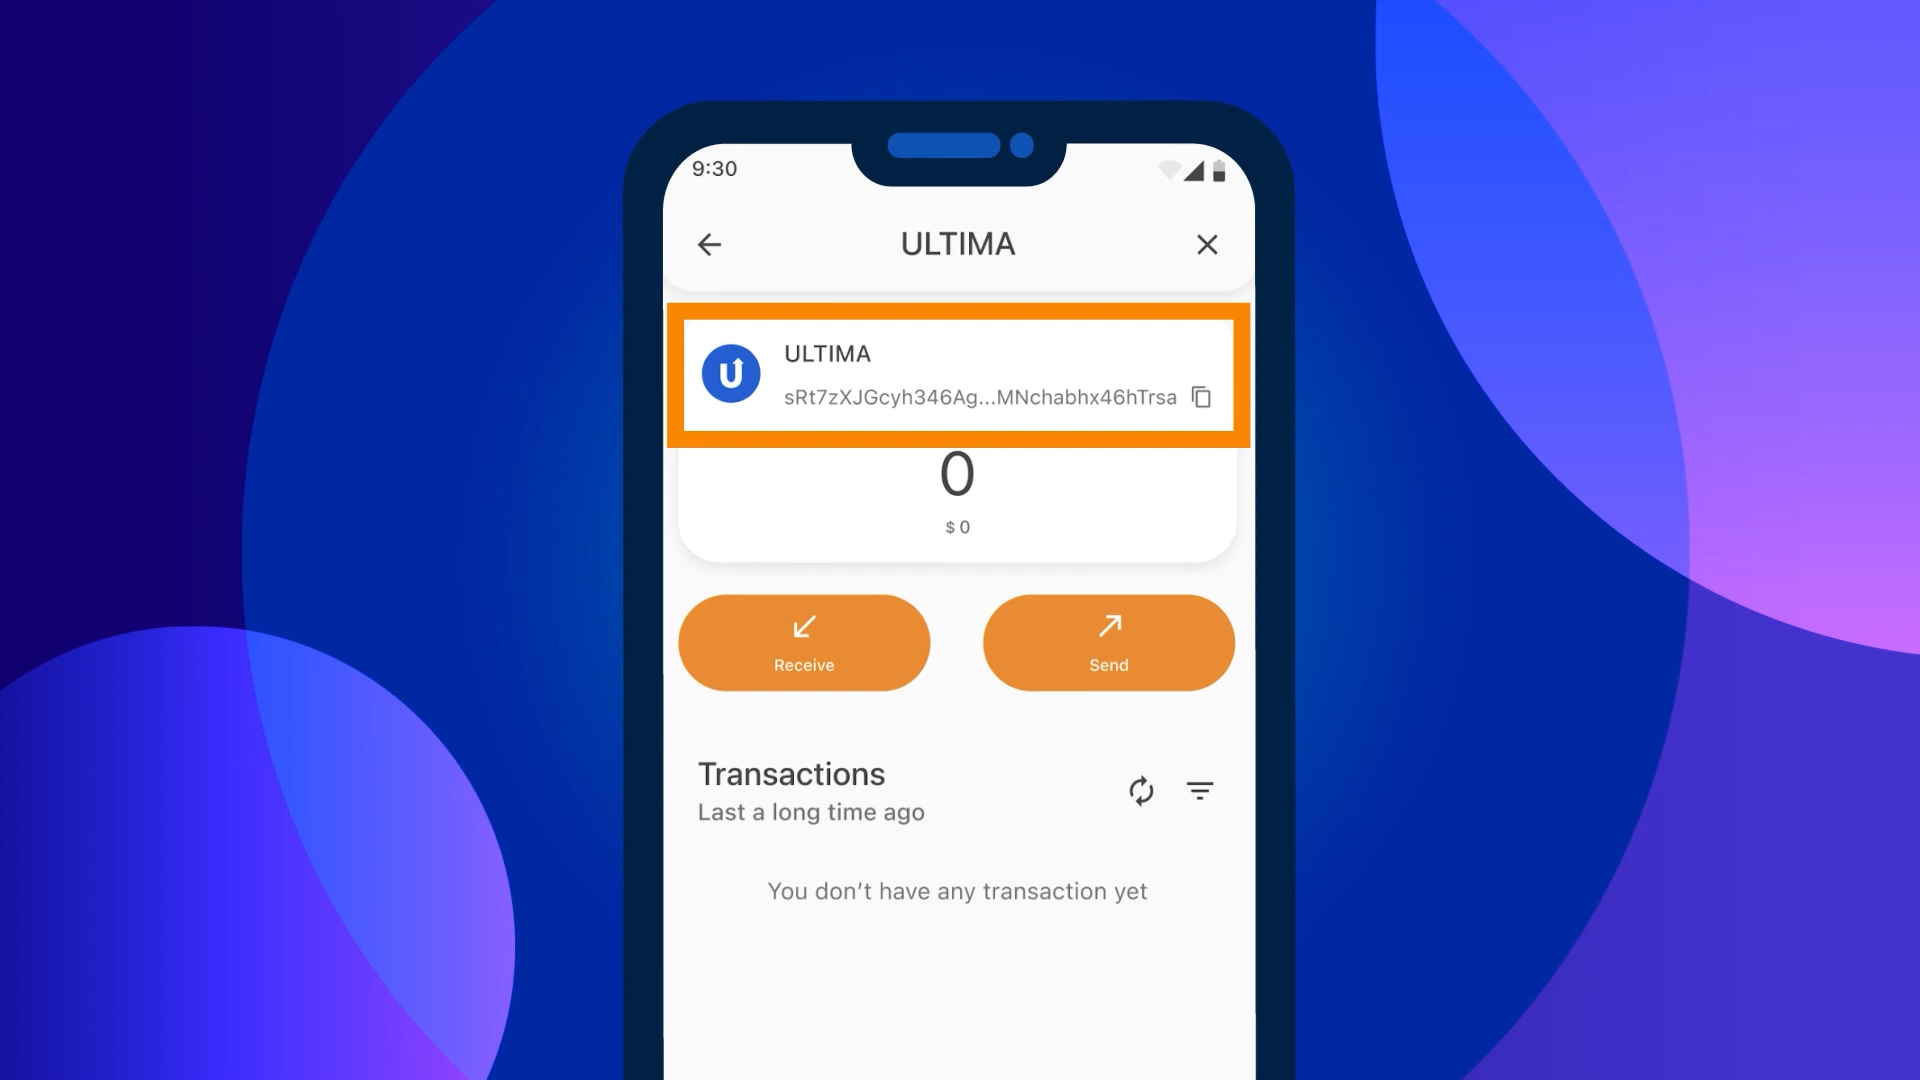 9:30
ULTIMA
ULTIMA
sRt7zXJGcyh346Ag...MNchabhx46hTrsa
0
$ 0
Receive
Send
Transactions
Last a long time ago
You don’t have any transaction yet